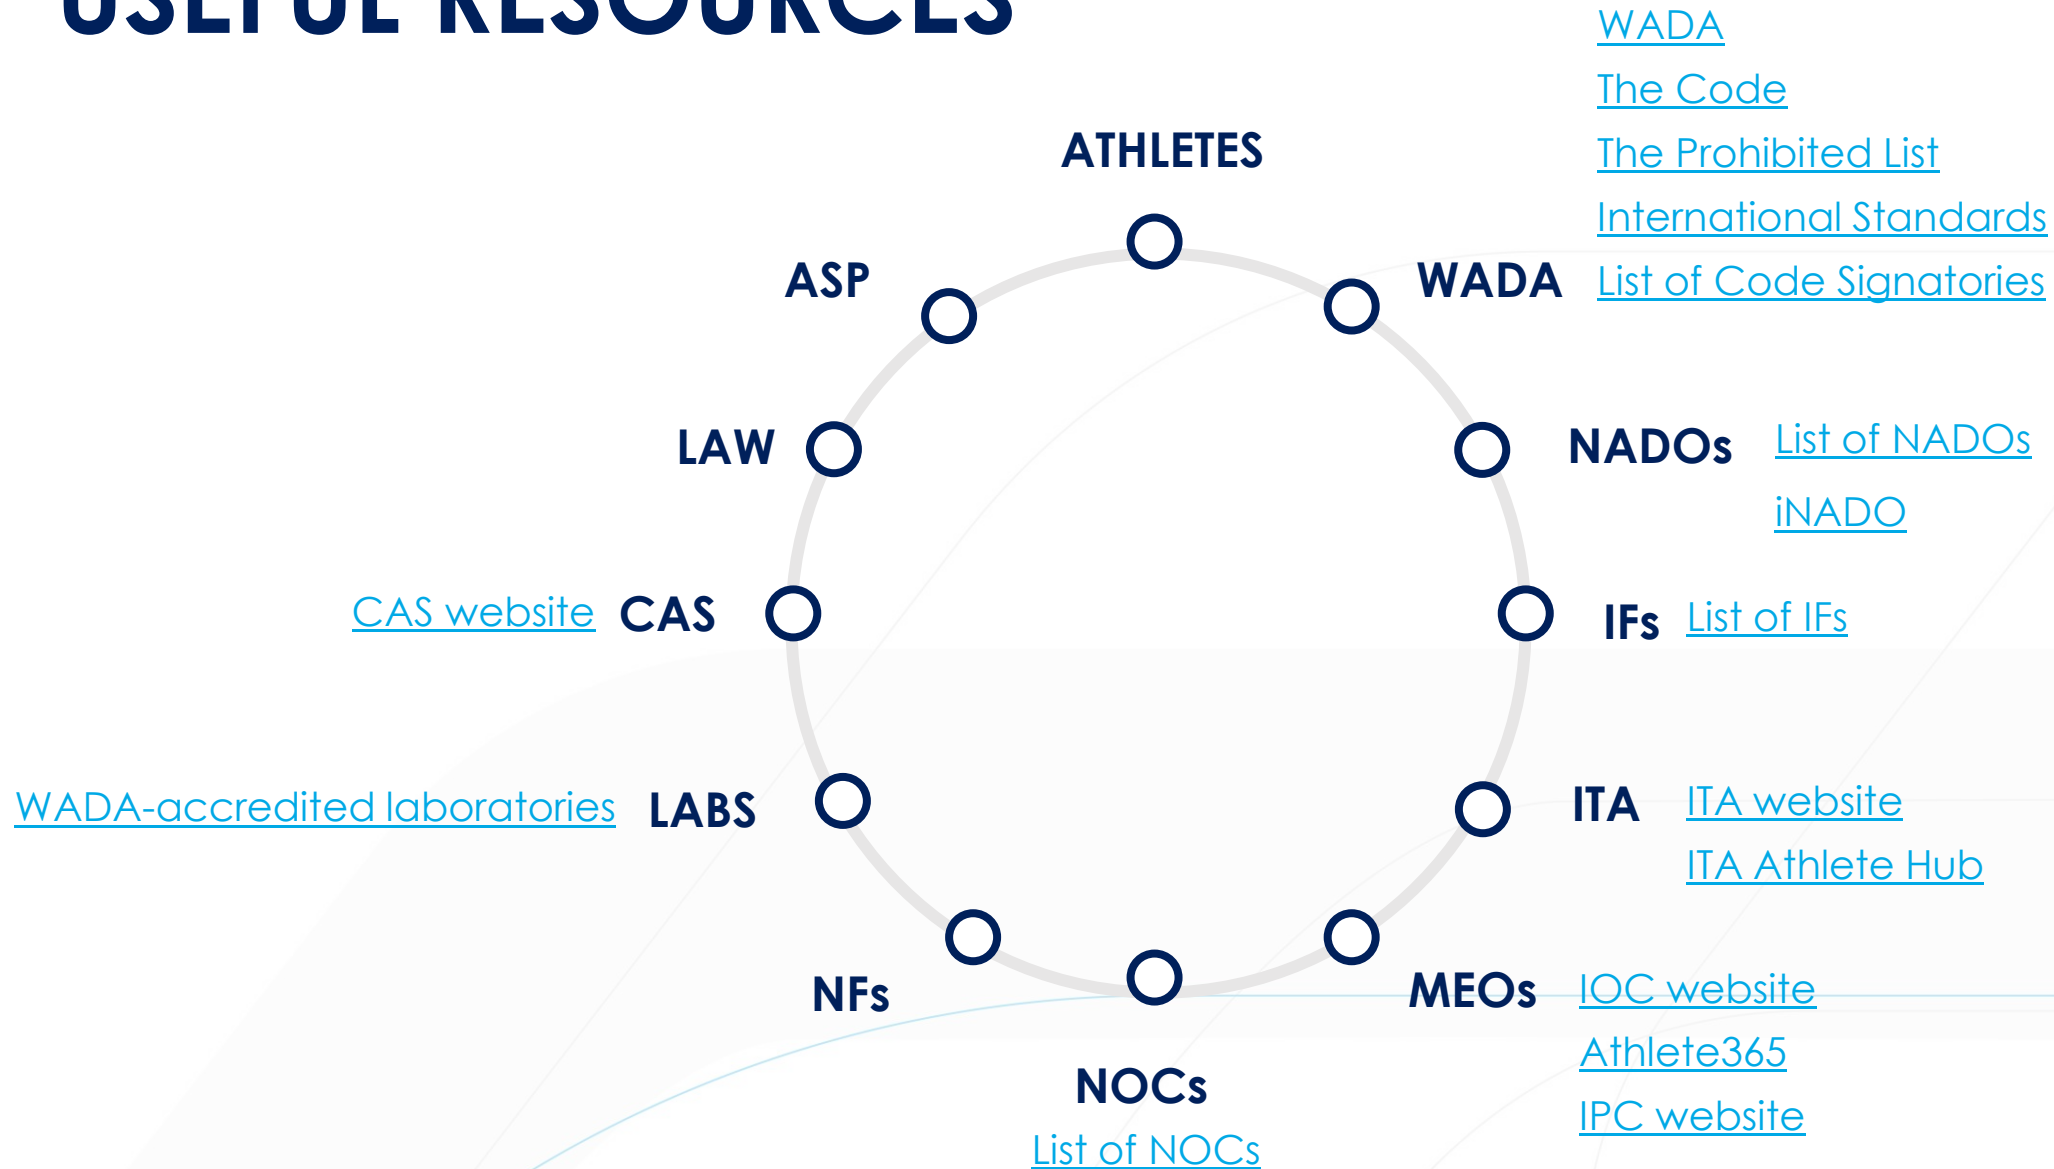 USEFUL RESOURCES
WADA
The Code
The Prohibited List
International Standards
List of Code Signatories
ATHLETES
WADA
ASP
NADOs
List of NADOs
iNADO
LAW
IFs
List of IFs
CAS website
CAS
ITA
ITA website
ITA Athlete Hub
WADA-accredited laboratories
LABS
MEOs
IOC website
Athlete365
IPC website
NFs
NOCs
List of NOCs